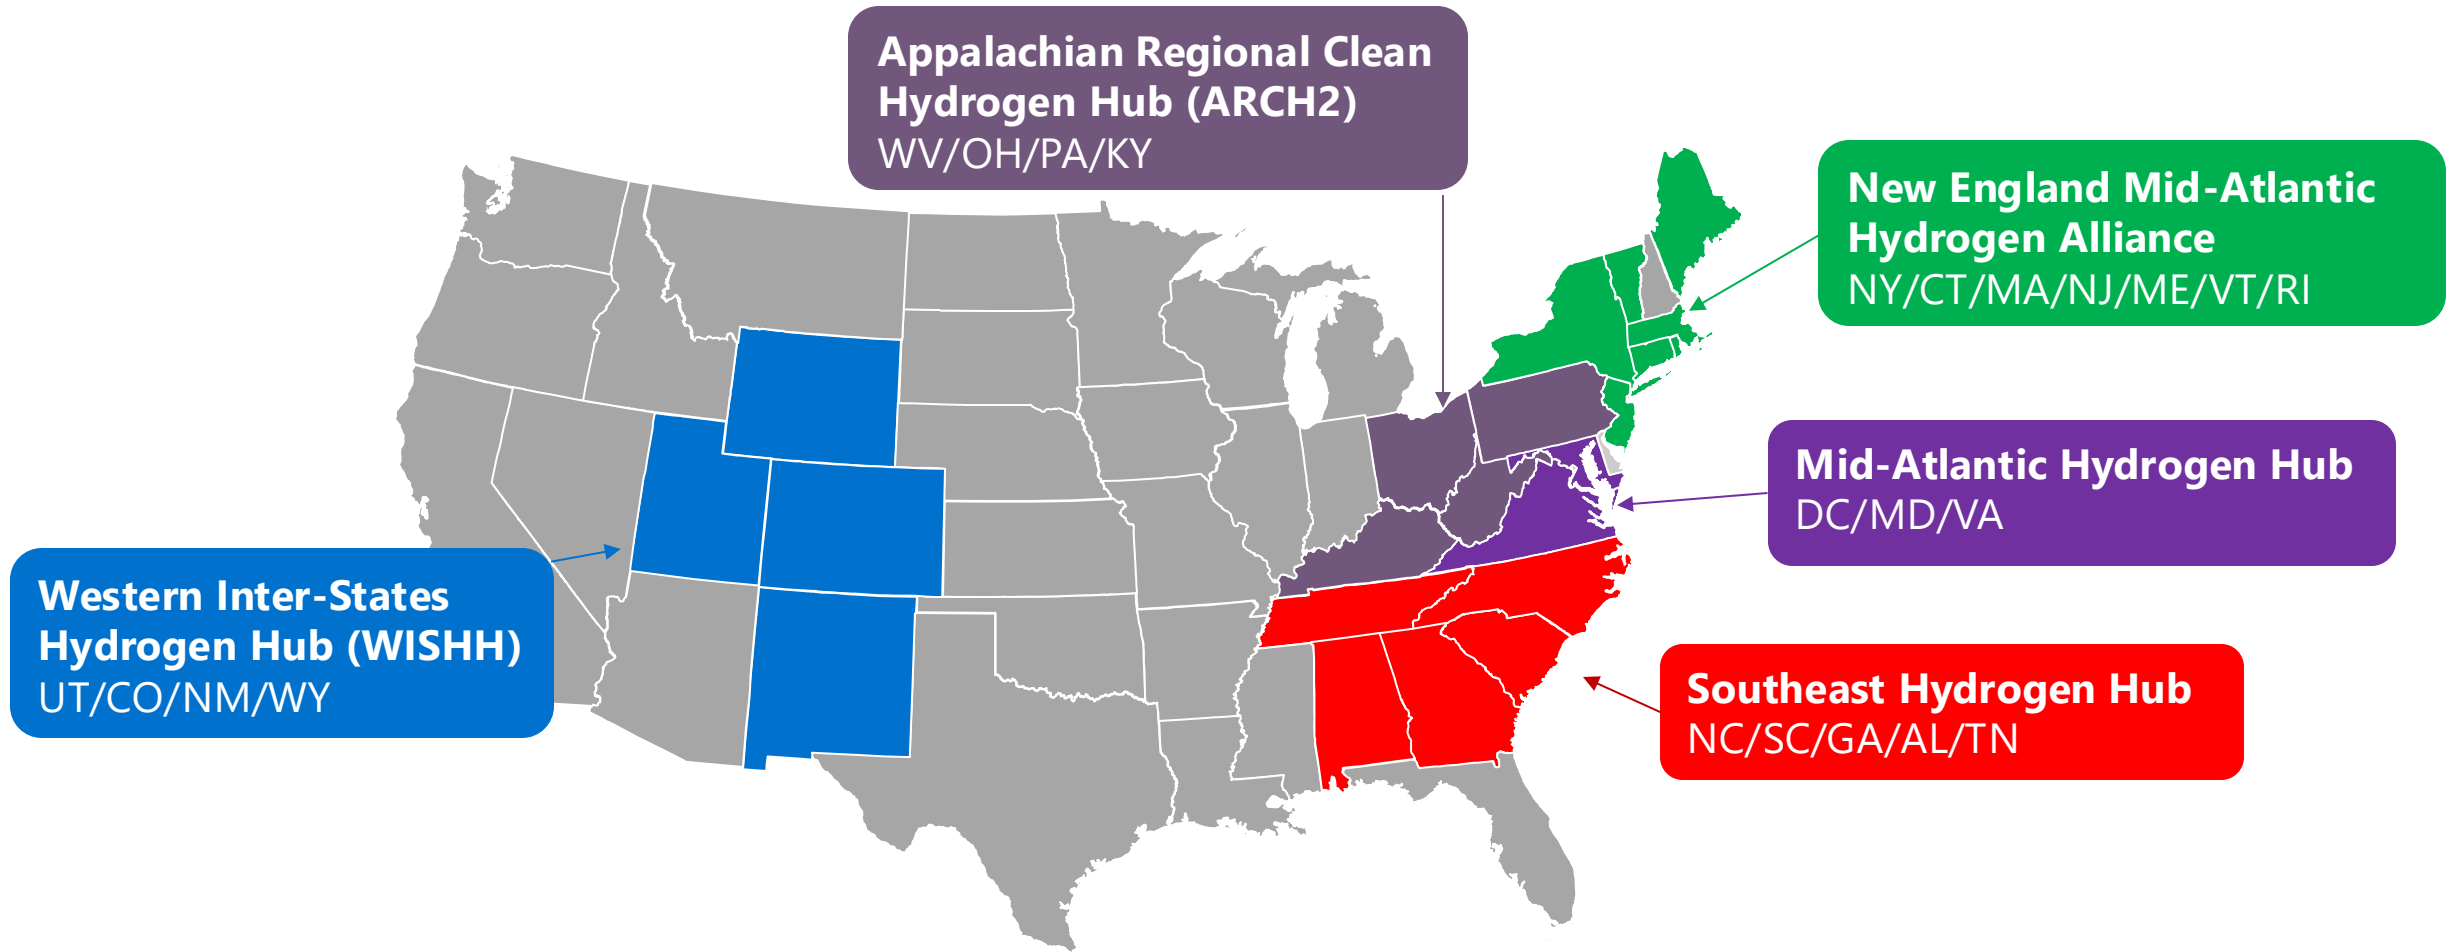 Appalachian Regional Clean
Hydrogen Hub (ARCH2)
WV/OH/PA/KY
New England Mid-Atlantic
Hydrogen Alliance
NY/CT/MA/NJ/ME/VT/RI
Mid-Atlantic Hydrogen Hub
DC/MD/VA
Western Inter-States
Hydrogen Hub (WISHH)
UT/CO/NM/WY
Southeast Hydrogen Hub
NC/SC/GA/AL/TN